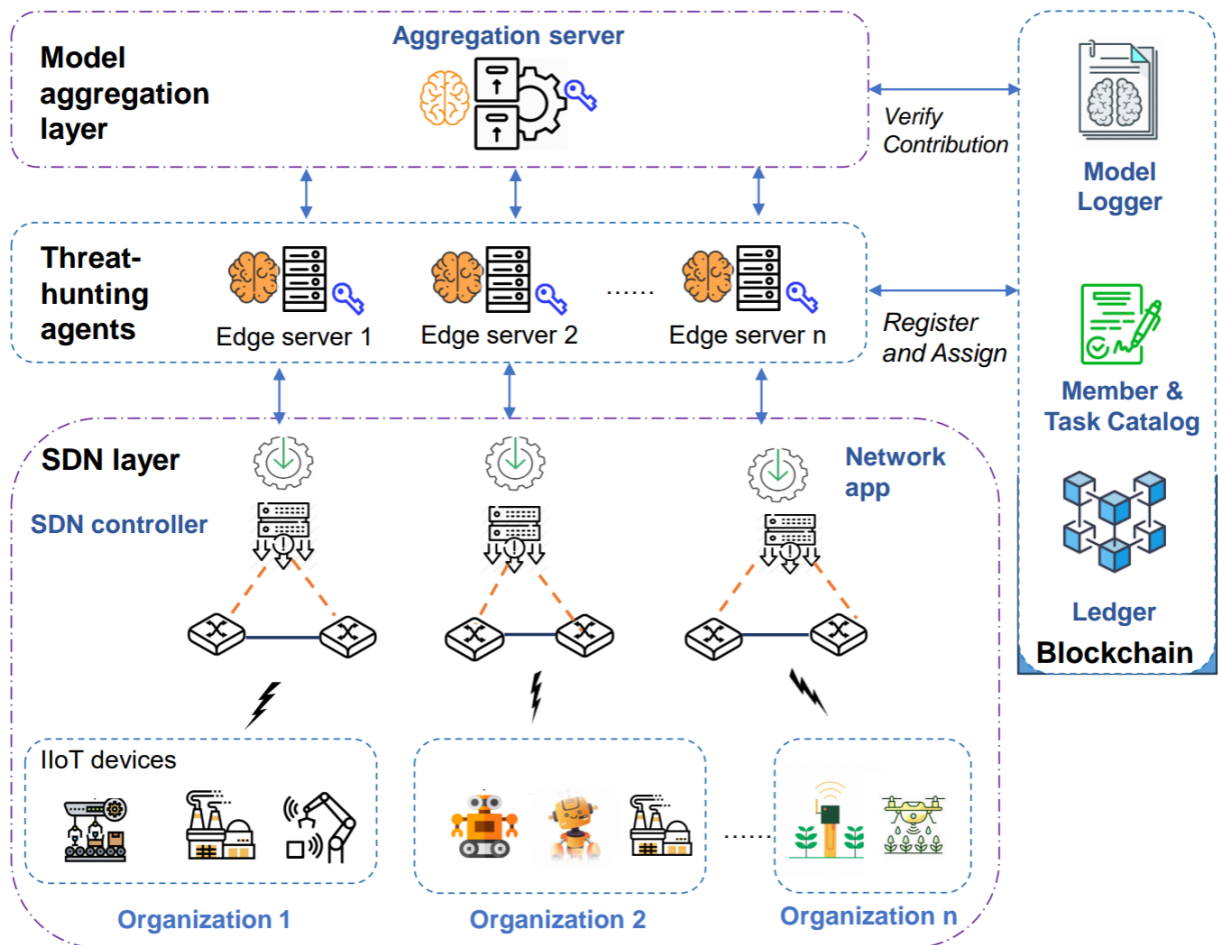 Aggregation server
Model
aggregation
layer
Verify
Contribution
Model
Logger
Threat-
hunting
agents
Edge server 1
Edge server 2
......
Edge server n
Register
and Assign
Member &
Task Catalog
SDN layer
Network
app
SDN controller
Ledger
Blockchain
IIoT devices
......
Organization 1
Organization 2
Organization n